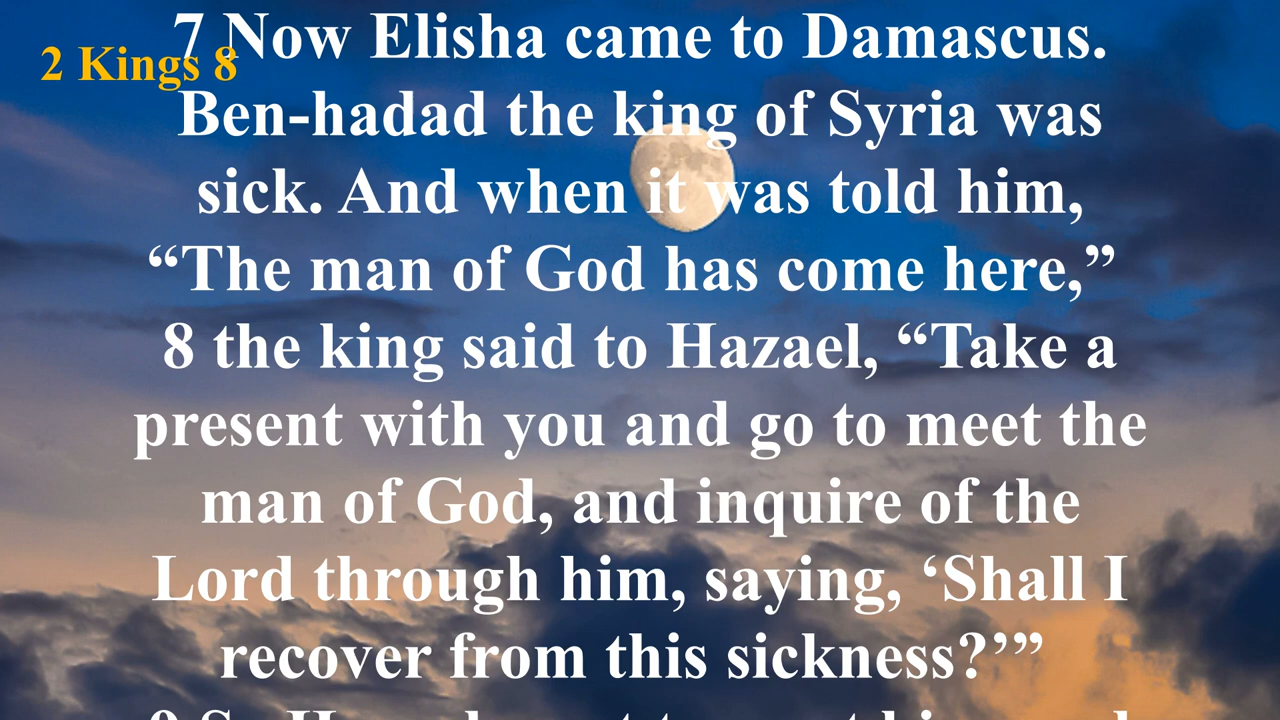 2 Kings 8
7 Now Elisha came to Damascus.
Ben-hadad the king of Syria was
sick. And when it was told him,
“The man of God has come here,”
8 the king said to Hazael, “Take a
present with you and go to meet the
man of God, and inquire of the
Lord through him, saying, ‘Shall I
recover from this sickness?’”